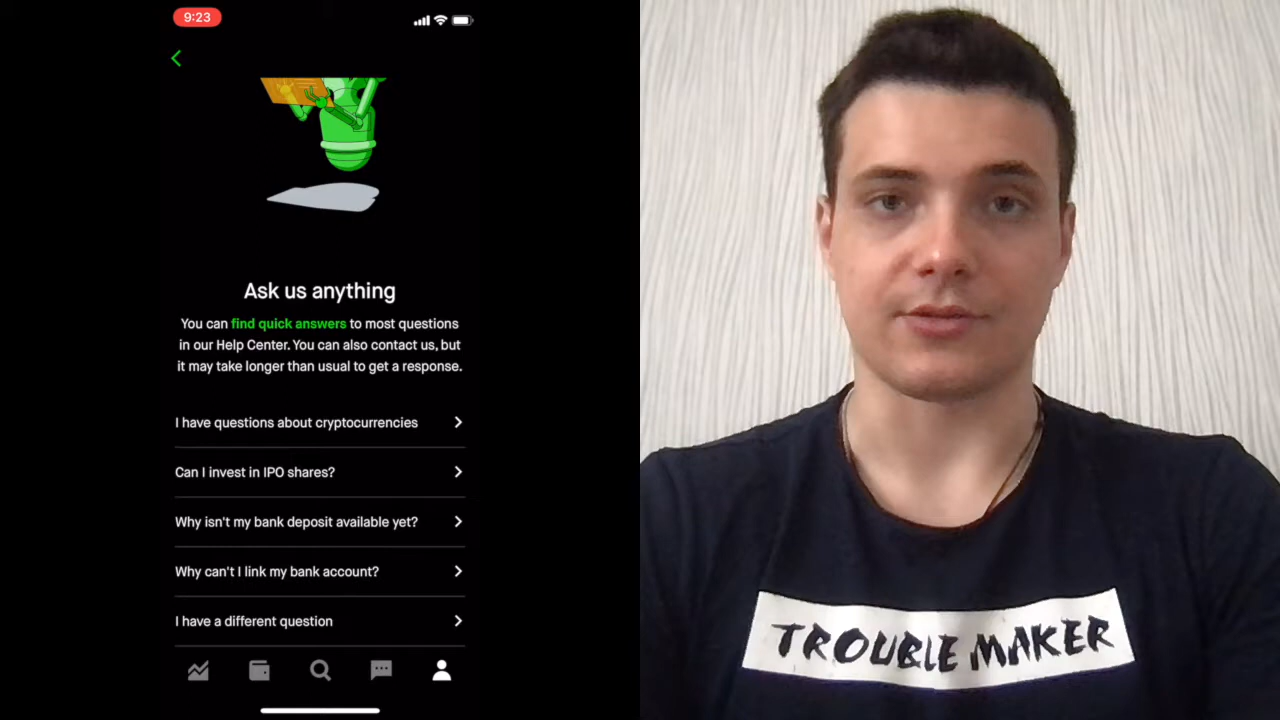 9:23
Ask us anything
You can find quick answers to most questions
in our Help Center. You can also contact us, but
it may take longer than usual to get a response.
I have questions about cryptocurrencies
Can I invest in IPO shares?
Why isn't my bank deposit available yet?
Why can't I link my bank account?
I have a different question
TROUBLE MAKER